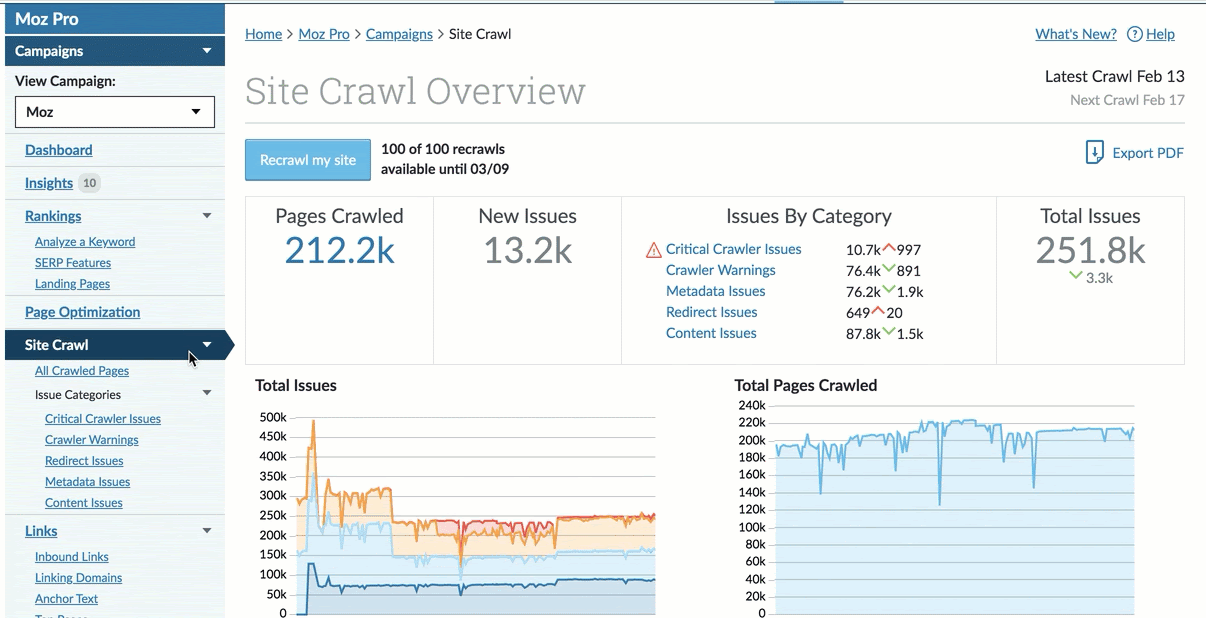 Moz Pro
Campaigns
View Campaign:
Moz
Dashboard
Insights 10
Rankings
Analyze a Keyword
SERP Features
Landing Pages
Page Optimization
Site Crawl
All Crawled Pages
Issue Categories
Critical Crawler Issues
Crawler Warnings
Redirect Issues
Metadata Issues
Content Issues
Links
Inbound Links
Linking Domains
Anchor Text
Home > Moz Pro > Campaigns > Site Crawl
What's New? ? Help
Site Crawl Overview
Latest Crawl Feb 13
Next Crawl Feb 17
Recrawl my site
100 of 100 recrawls
available until 03/09
Export PDF
Pages Crawled
212.2k
New Issues
13.2k
Issues By Category
Critical Crawler Issues 10.7k 997
Crawler Warnings 76.4k 891
Metadata Issues 76.2k 1.9k
Redirect Issues 649 20
Content Issues 87.8k 1.5k
Total Issues
251.8k
3.3k
Total Issues
500k
450k
400k
350k
300k
250k
200k
150k
100k
50k
0
Total Pages Crawled
240k
220k
200k
180k
160k
140k
120k
100k
80k
60k
40k
20k
0